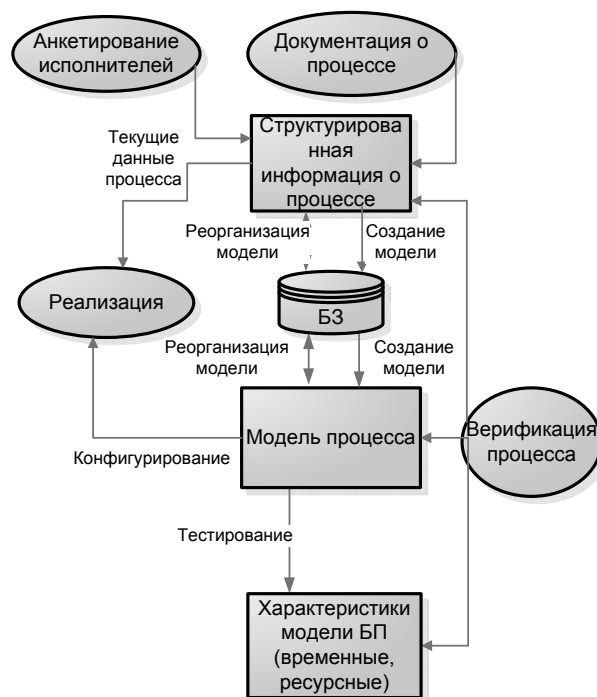 Анкетирование
исполнителей
Документация о
процессе
Текущие
данные
процесса
Структурирова
нная
информация о
процессе
Реорганизация
модели
Создание
модели
Реализация
БЗ
Реорганизация
модели
Создание
модели
Модель процесса
Верификация
процесса
Конфигурирование
Тестирование
Характеристики
модели БП
(временные,
ресурсные)